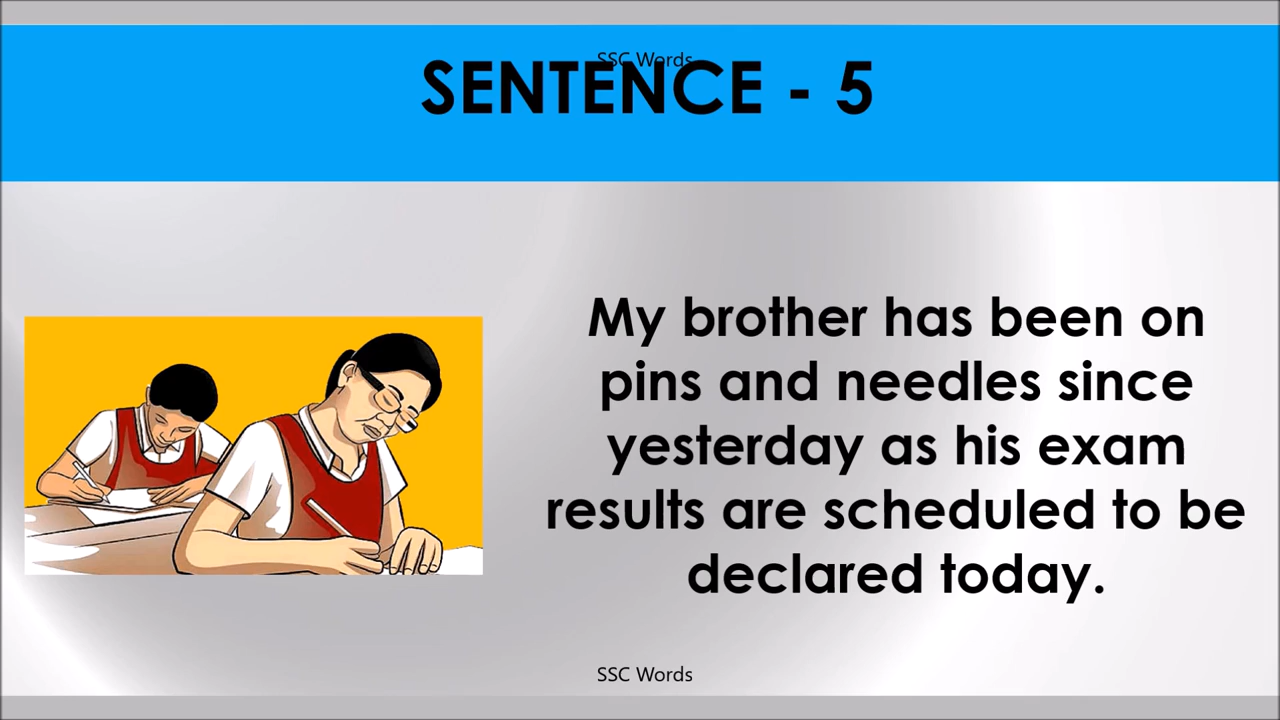 SSC Words
SENTENCE - 5
My brother has been on
pins and needles since
yesterday as his exam
results are scheduled to be
declared today.
SSC Words